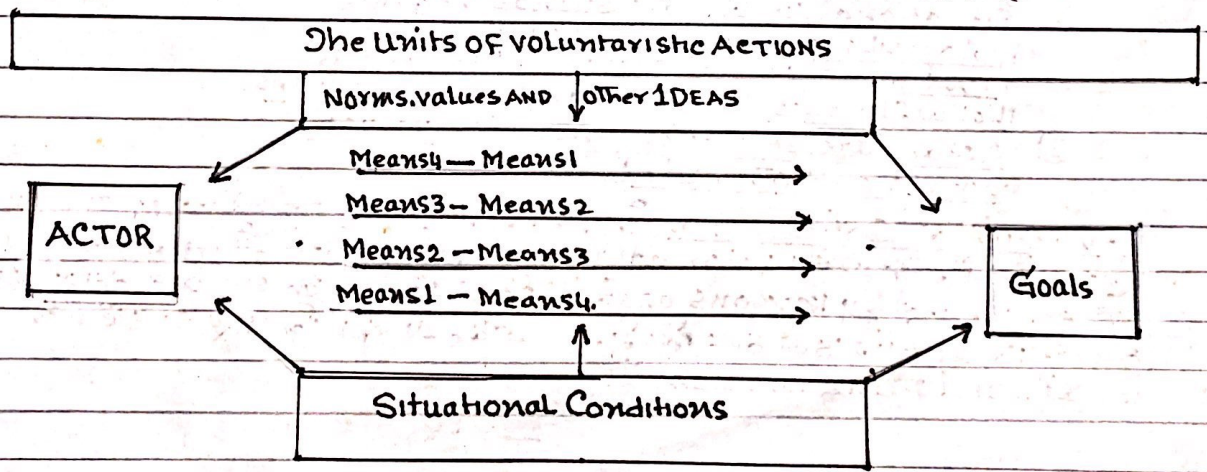 The Units OF VOLUNTARISTIC ACTIONS
Norms.values AND other IDEAS
Means4 — Means1
Means3 — Means2
ACTOR
Means2 — Means3
Goals
Means1 — Means4.
Situational Conditions